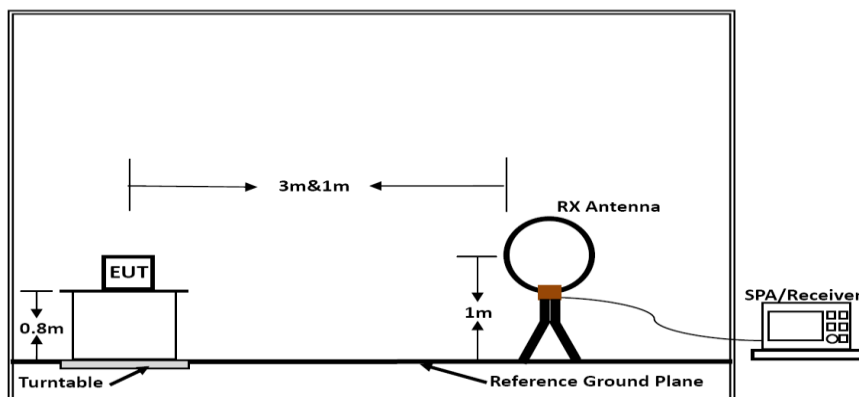 3m&1m
RX Antenna
EUT
SPA/Receiver
0.8m
1m
Turntable
Reference Ground Plane